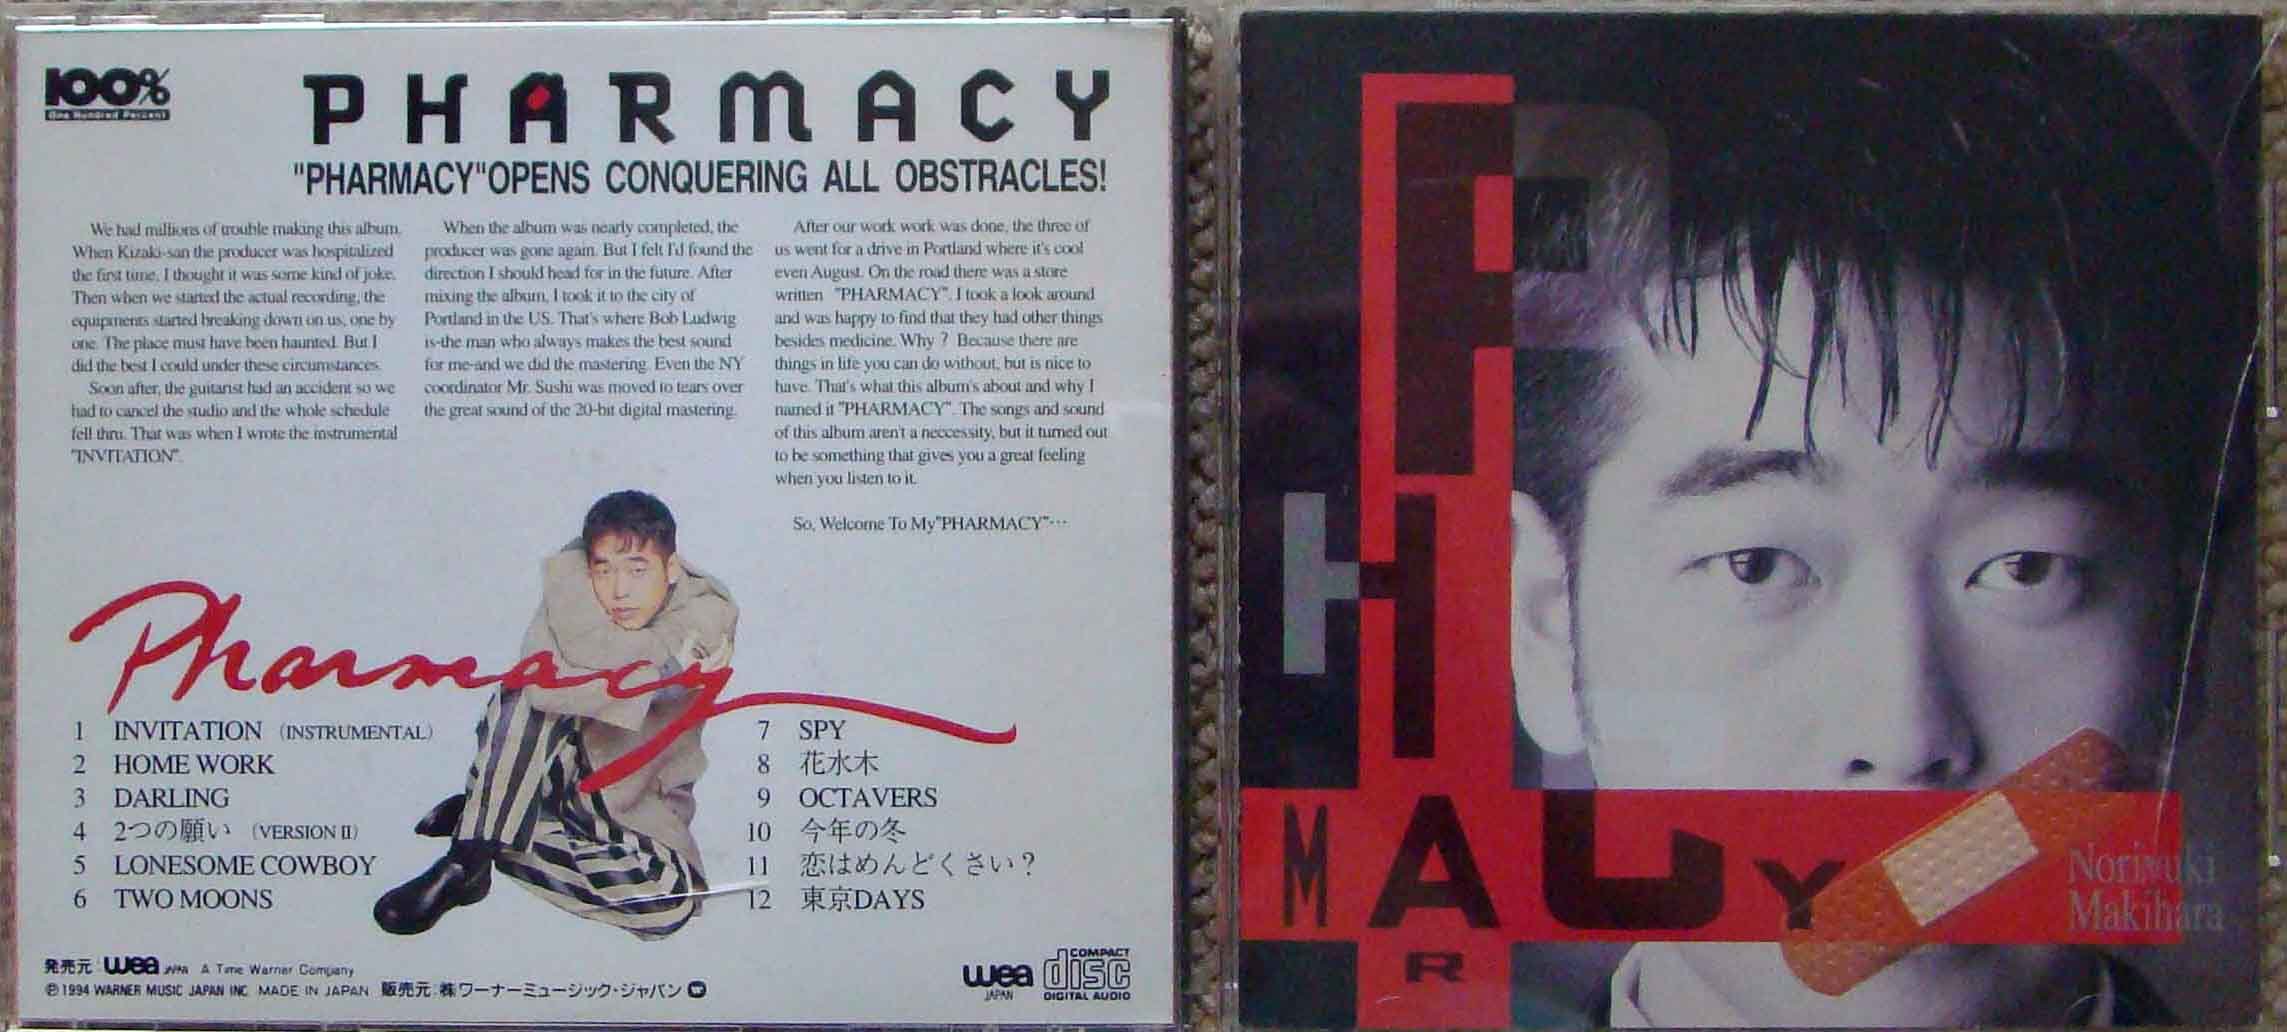 100%
One Hundred Percent
PHARMACY
"PHARMACY"OPENS CONQUERING ALL OBSTRACLES!
We had millions of trouble making this album.
When Kizaki-san the producer was hospitalized
the first time, I thought it was some kind of joke.
Then when we started the actual recording, the
equipments started breaking down on us, one by
one. The place must have been haunted. But I
did the best I could under these circumstances.
Soon after, the guitarist had an accident so we
had to cancel the studio and the whole schedule
fell thru. That was when I wrote the instrumental
"INVITATION".
When the album was nearly completed, the
producer was gone again. But I felt I'd found the
direction I should head for in the future. After
mixing the album, I took it to the city of
Portland in the US. That's where Bob Ludwig
is-the man who always makes the best sound
for me-and we did the mastering. Even the NY
coordinator Mr. Sushi was moved to tears over
the great sound of the 20-bit digital mastering.
After our work work was done, the three of
us went for a drive in Portland where it's cool
even August. On the road there was a store
written "PHARMACY". I took a look around
and was happy to find that they had other things
besides medicine. Why ? Because there are
things in life you can do without, but is nice to
have. That's what this album's about and why I
named it "PHARMACY". The songs and sound
of this album aren't a neccessity, but it turned out
to be something that gives you a great feeling
when you listen to it.
So, Welcome To My"PHARMACY"…
Pharmacy
1 INVITATION (INSTRUMENTAL)
2 HOME WORK
3 DARLING
4 2つの願い (VERSION II)
5 LONESOME COWBOY
6 TWO MOONS
7 SPY
8 花水木
9 OCTAVERS
10 今年の冬
11 恋はめんどくさい？
12 東京DAYS
発売元：wea JAPAN A Time Warner Company
℗1994 WARNER MUSIC JAPAN INC. MADE IN JAPAN 販売元：㈱ワーナーミュージック・ジャパン
wea
JAPAN
COMPACT
disc
DIGITAL AUDIO
P
H
MACY
R
Noriyuki
Makihara